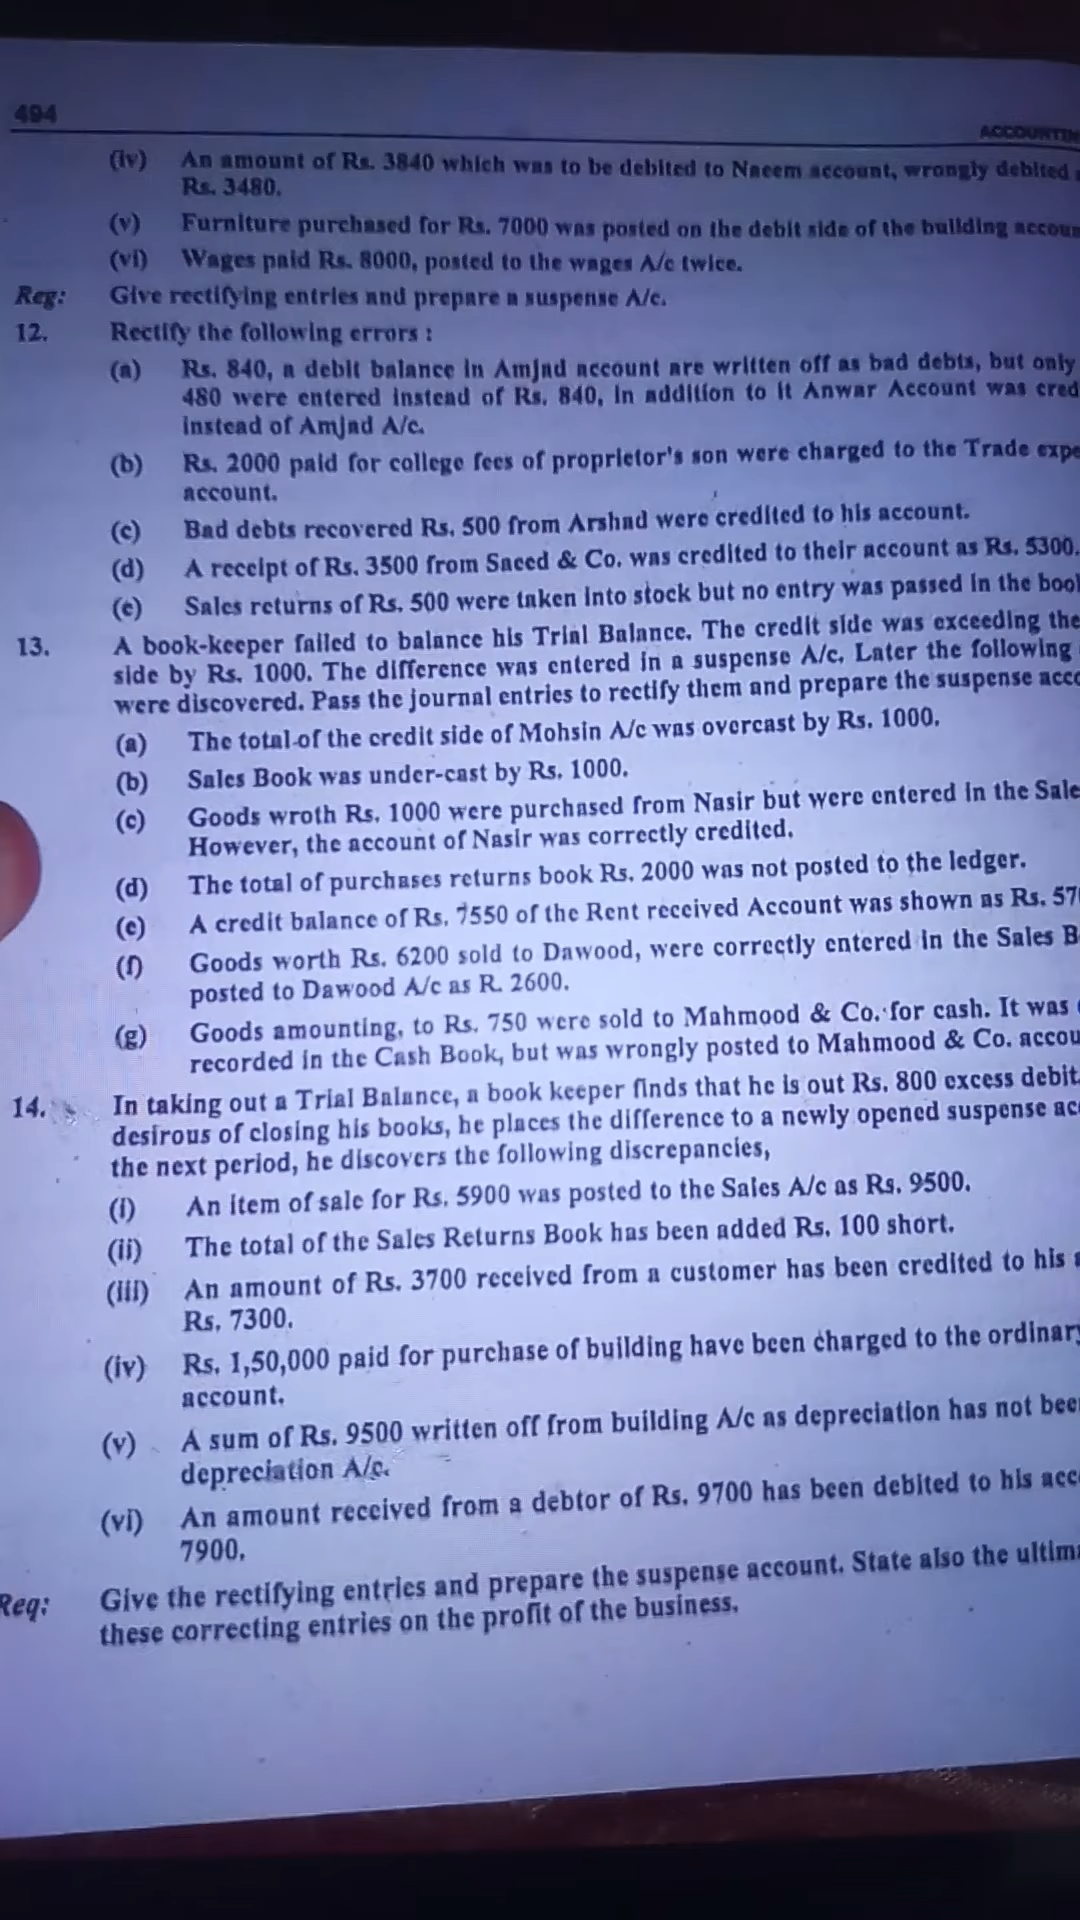 494
(iv) An amount of Rs. 3840 which was to be debited to Naeem account, wrongly debited
Rs. 3480.
(v) Furniture purchased for Rs. 7000 was posted on the debit side of the building
(vi) Wages paid Rs. 8000, posted to the wages A/c twice.
Reg: Give rectifying entries and prepare a suspense A/c.
12. Rectify the following errors :
(a) Rs. 840, a debit balance in Amjad account are written off as bad debts, but only
480 were entered instead of Rs. 840, in addition to it Anwar Account was cred
instead of Amjad A/c.
(b) Rs. 2000 paid for college fees of proprietor's son were charged to the Trade expe
account.
(c) Bad debts recovered Rs. 500 from Arshad were credited to his account.
(d) A receipt of Rs. 3500 from Saeed & Co. was credited to their account as Rs. 5300.
(e) Sales returns of Rs. 500 were taken into stock but no entry was passed in the boo
13. A book-keeper failed to balance his Trial Balance. The credit side was exceeding the
side by Rs. 1000. The difference was entered in a suspense A/c. Later the following
were discovered. Pass the journal entries to rectify them and prepare the suspense acc
(a) The total of the credit side of Mohsin A/c was overcast by Rs. 1000.
(b) Sales Book was under-cast by Rs. 1000.
(c) Goods wroth Rs. 1000 were purchased from Nasir but were entered in the Sale
However, the account of Nasir was correctly credited.
(d) The total of purchases returns book Rs. 2000 was not posted to the ledger.
(e) A credit balance of Rs. 7550 of the Rent received Account was shown as Rs. 57
(f) Goods worth Rs. 6200 sold to Dawood, were correctly entered in the Sales B
posted to Dawood A/c as R. 2600.
(g) Goods amounting, to Rs. 750 were sold to Mahmood & Co. for cash. It was
recorded in the Cash Book, but was wrongly posted to Mahmood & Co. accou
14. In taking out a Trial Balance, a book keeper finds that he is out Rs. 800 excess debit.
desirous of closing his books, he places the difference to a newly opened suspense ac
the next period, he discovers the following discrepancies,
(i) An item of sale for Rs. 5900 was posted to the Sales A/c as Rs. 9500.
(ii) The total of the Sales Returns Book has been added Rs. 100 short.
(iii) An amount of Rs. 3700 received from a customer has been credited to his
Rs. 7300.
(iv) Rs. 1,50,000 paid for purchase of building have been charged to the ordinary
account.
(v) A sum of Rs. 9500 written off from building A/c as depreciation has not bee
depreciation A/c.
(vi) An amount received from a debtor of Rs. 9700 has been debited to his acc
7900.
Req: Give the rectifying entries and prepare the suspense account. State also the ultima
these correcting entries on the profit of the business.